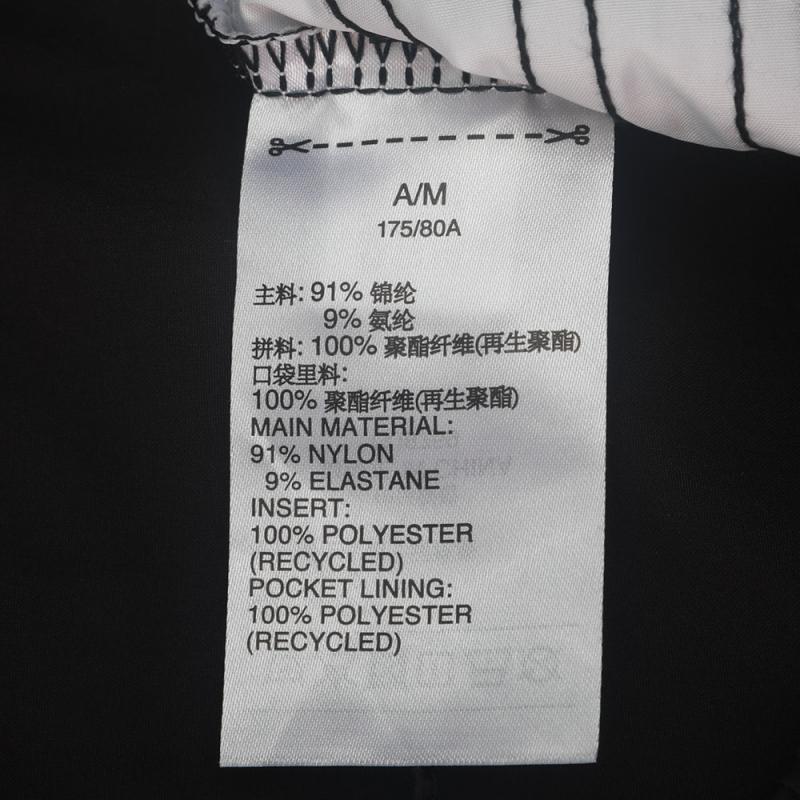 A/M
175/80A
主料: 91% 锦纶
9% 氨纶
拼料: 100% 聚酯纤维(再生聚酯)
口袋里料:
100% 聚酯纤维(再生聚酯)
MAIN MATERIAL:
91% NYLON
9% ELASTANE
INSERT:
100% POLYESTER
(RECYCLED)
POCKET LINING:
100% POLYESTER
(RECYCLED)